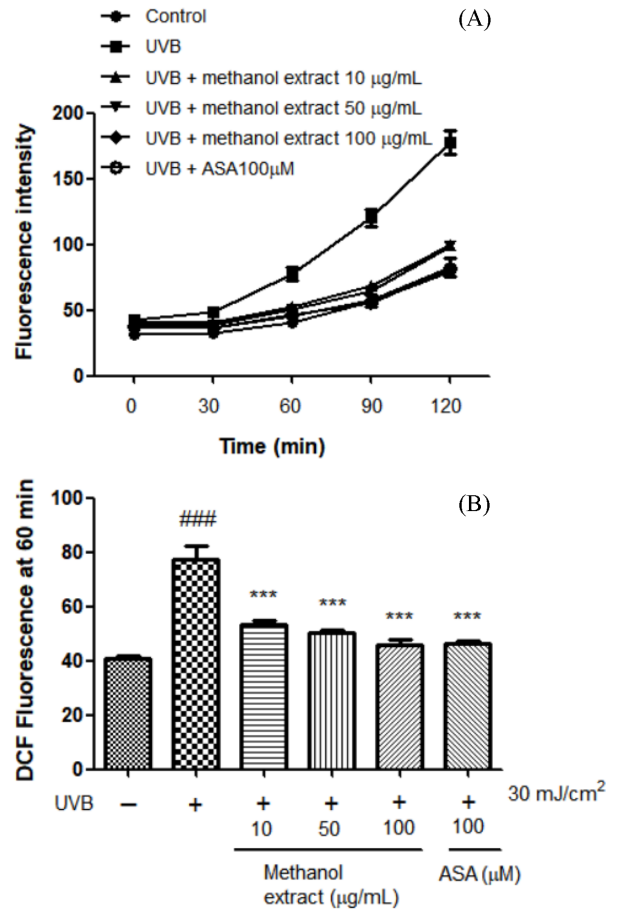 (A)
Control
UVB
UVB + methanol extract 10 µg/mL
UVB + methanol extract 50 µg/mL
UVB + methanol extract 100 µg/mL
UVB + ASA100µM
Fluorescence intensity
200
150
100
50
0
0 30 60 90 120
Time (min)
(B)
DCF Fluorescence at 60 min
100
80
60
40
20
0
###
*** *** *** ***
UVB − + + + + + 30 mJ/cm²
10 50 100 100
Methanol
extract (µg/mL)
ASA (µM)